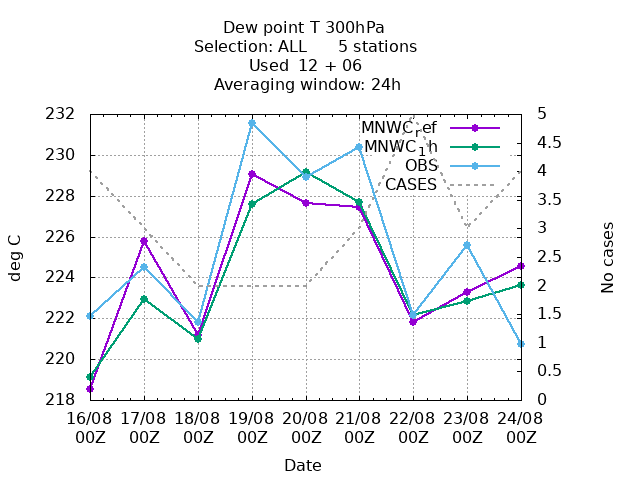 Dew point T 300hPa
Selection: ALL 5 stations
Used 12 + 06
Averaging window: 24h
232 5
MNWC_ref
4.5
MNWC_1h
230
OBS
4
CASES
228 3.5
3
226
deg C
2.5
No cases
224
2
222 1.5
1
220
0.5
218 0
16/08 17/08 18/08 19/08 20/08 21/08 22/08 23/08 24/08
00Z 00Z 00Z 00Z 00Z 00Z 00Z 00Z 00Z
Date